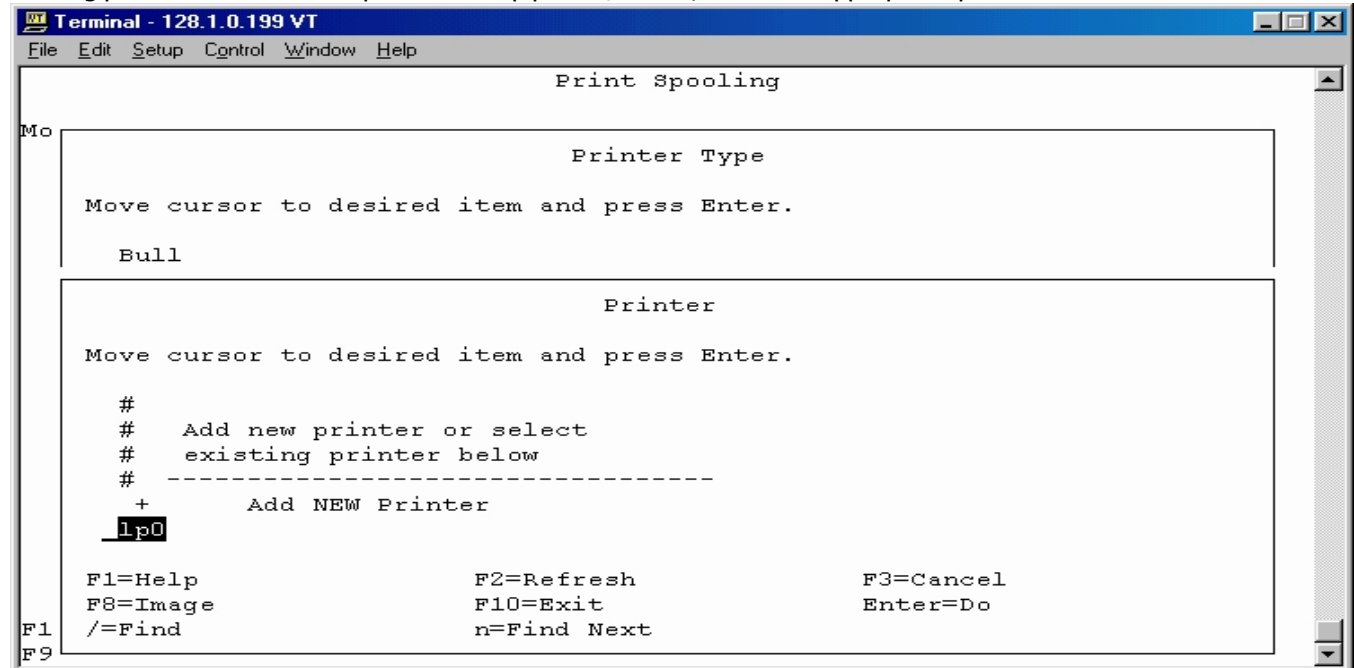 Terminal - 128.1.0.199 VT
File Edit Setup Control Window Help
Print Spooling
Mo
Printer Type
Move cursor to desired item and press Enter.
Bull
Printer
Move cursor to desired item and press Enter.
#
# Add new printer or select
# existing printer below
# ----------------------------------
+ Add NEW Printer
lp0
F1=Help F2=Refresh F3=Cancel
F8=Image F10=Exit Enter=Do
F1 /=Find n=Find Next
F9